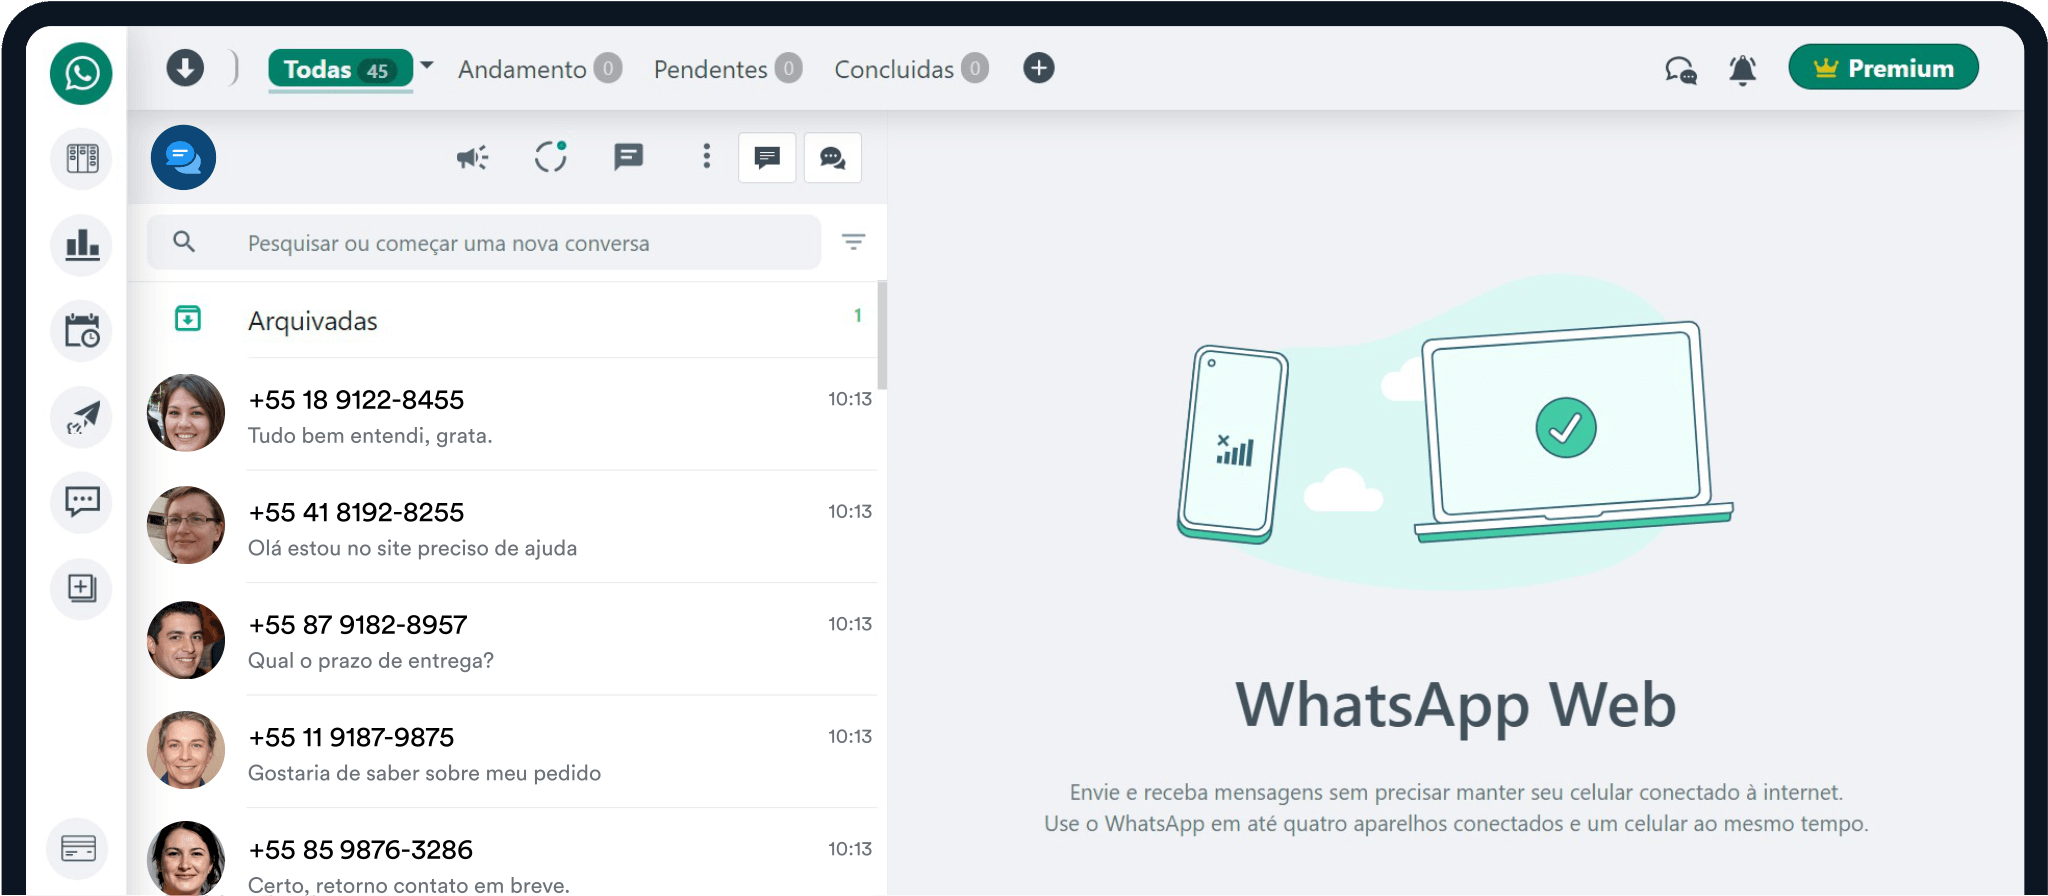 Todas 45
Andamento 0
Pendentes 0
Concluidas 0
Premium
Pesquisar ou começar uma nova conversa
Arquivadas 1
+55 18 9122-8455 10:13
Tudo bem entendi, grata.
+55 41 8192-8255 10:13
Olá estou no site preciso de ajuda
+55 87 9182-8957 10:13
Qual o prazo de entrega?
+55 11 9187-9875 10:13
Gostaria de saber sobre meu pedido
+55 85 9876-3286 10:13
Certo, retorno contato em breve.
WhatsApp Web
Envie e receba mensagens sem precisar manter seu celular conectado à internet.
Use o WhatsApp em até quatro aparelhos conectados e um celular ao mesmo tempo.